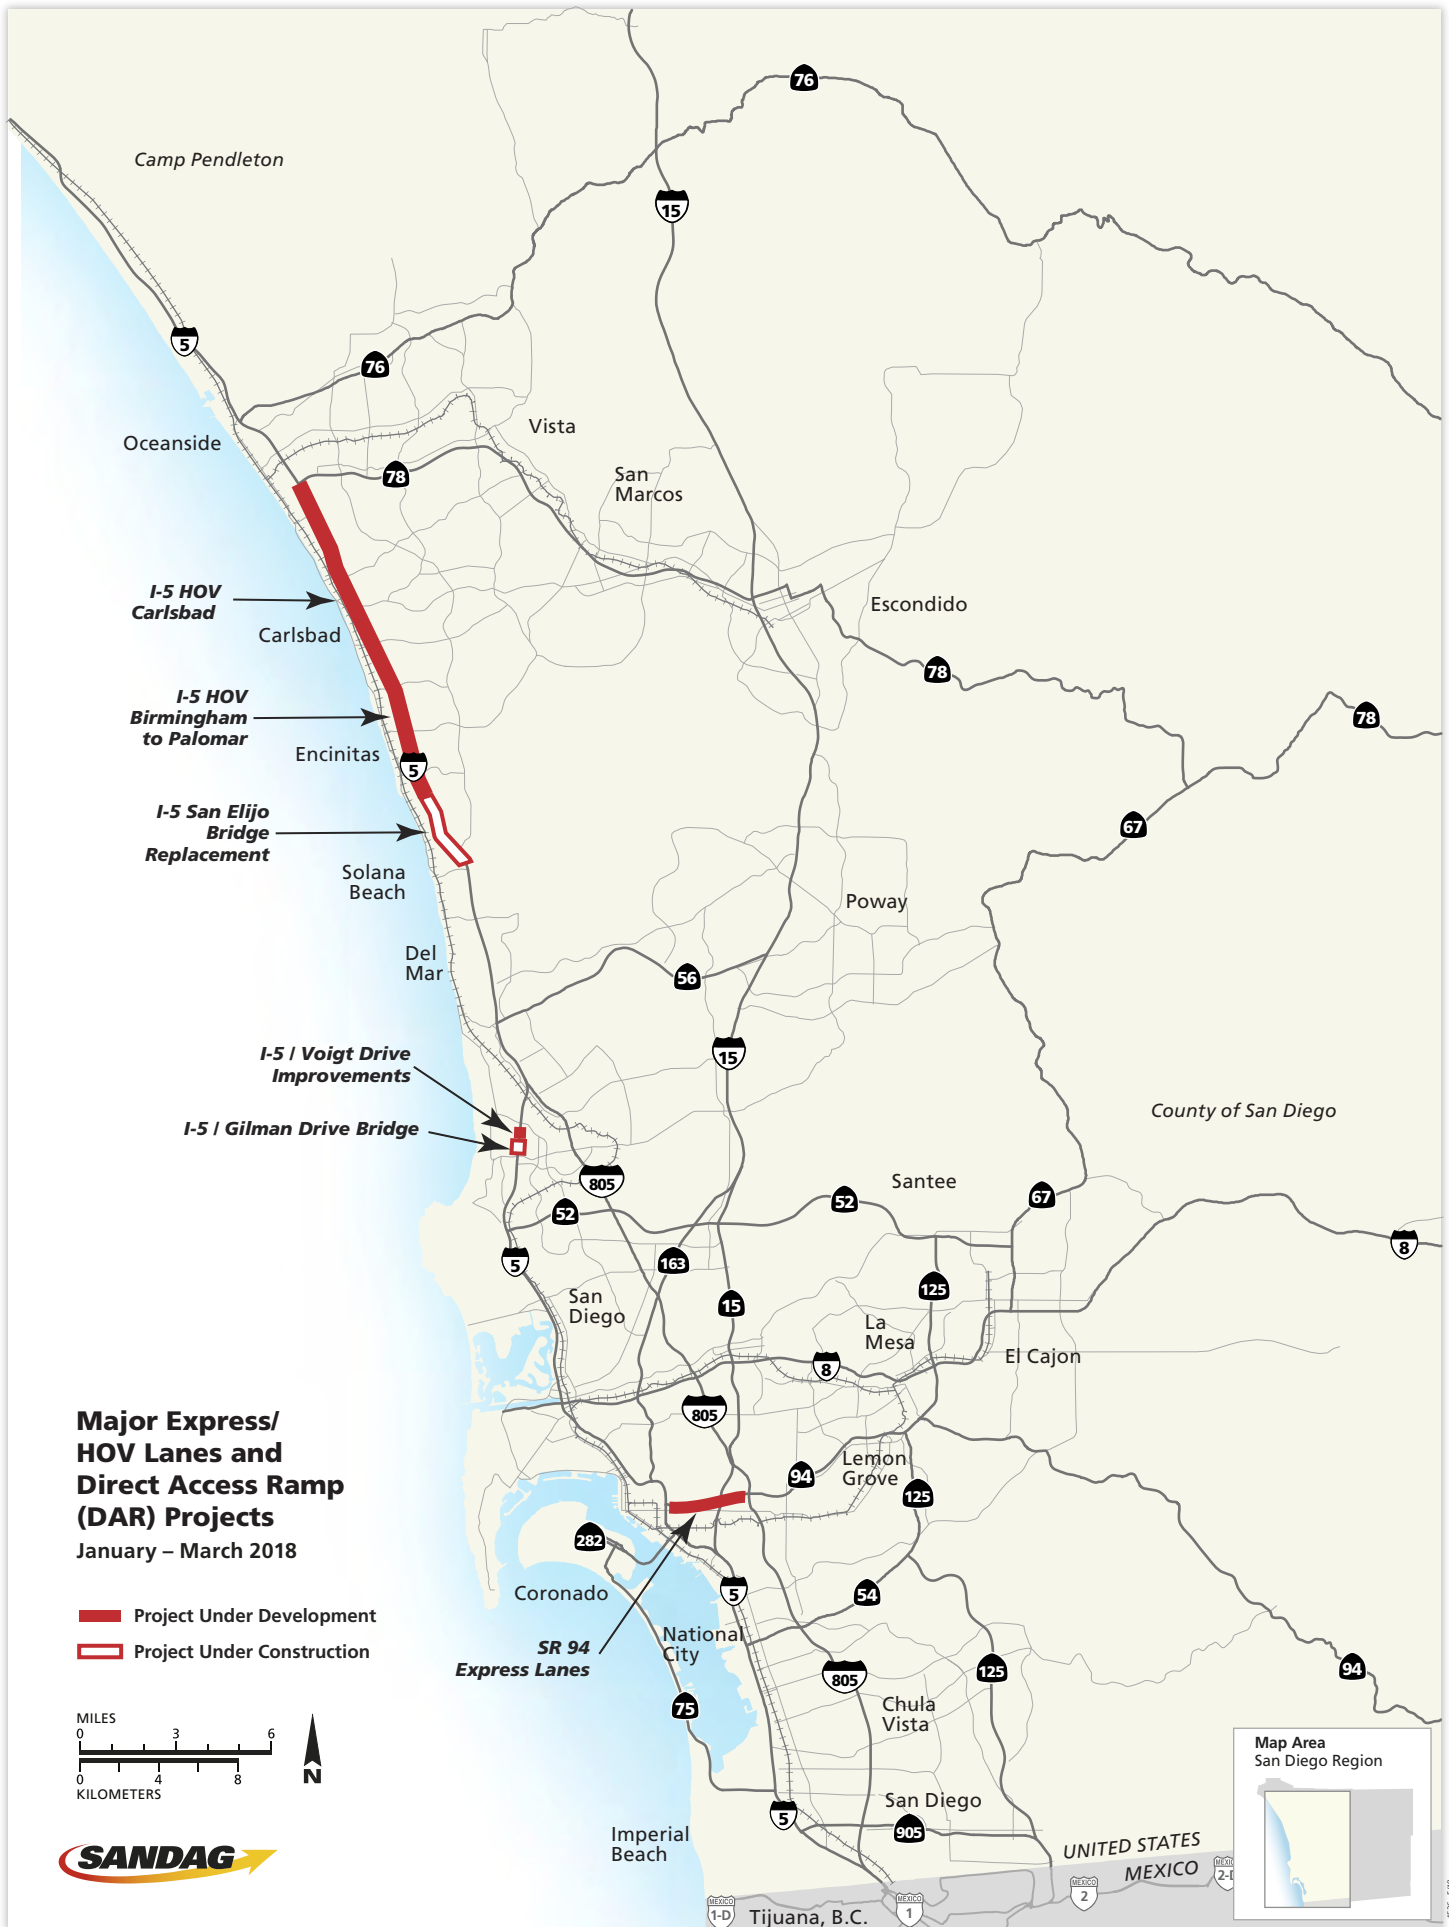 76
Camp Pendleton
15
5
76
Oceanside
Vista
78
San
Marcos
I-5 HOV
Carlsbad
Carlsbad
Escondido
78
I-5 HOV
Birmingham
to Palomar
78
Encinitas
5
I-5 San Elijo
Bridge
Replacement
67
Solana
Beach
Poway
Del
Mar
56
15
I-5 / Voigt Drive
Improvements
County of San Diego
I-5 / Gilman Drive Bridge
805
Santee
52
67
52
5
163
8
125
15
San
Diego
La
Mesa
El Cajon
8
805
Major Express/
HOV Lanes and
Direct Access Ramp
(DAR) Projects
January – March 2018
Lemon
Grove
94
125
282
Coronado
5
54
Project Under Development
Project Under Construction
SR 94
Express Lanes
National
City
805
125
94
75
Chula
Vista
MILES
0 3 6
0 4 8
KILOMETERS
N
Map Area
San Diego Region
San Diego
5
905
Imperial
Beach
SANDAG
UNITED STATES
MEXICO
MEXICO
1-D
Tijuana, B.C.
MEXICO
1
MEXICO
2